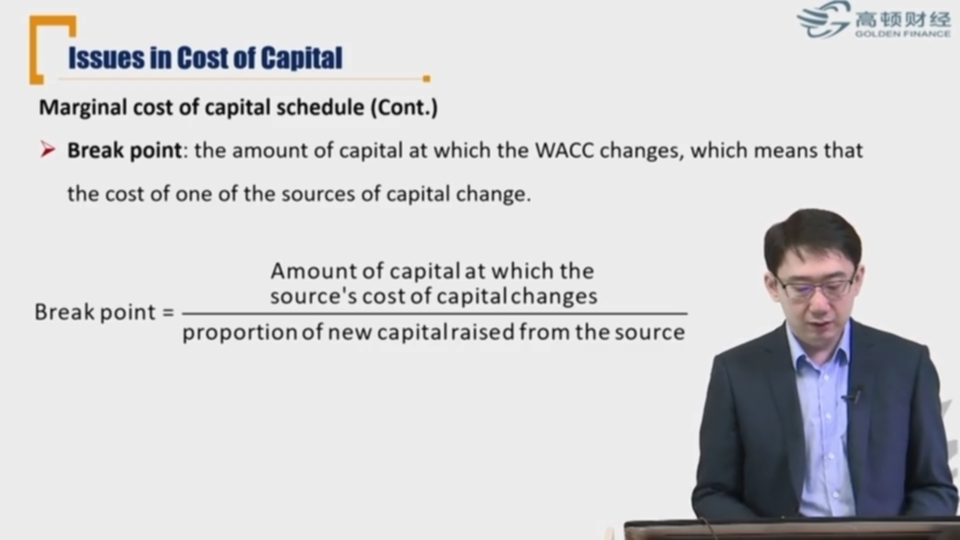 高顿财经
GOLDEN FINANCE
Issues in Cost of Capital
Marginal cost of capital schedule (Cont.)
Break point: the amount of capital at which the WACC changes, which means that
the cost of one of the sources of capital change.
Amount of capital at which the
source's cost of capital changes
Break point =
proportion of new capital raised from the source